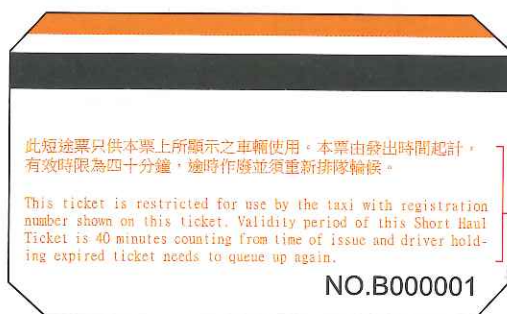 此短途票只供本票上所顯示之車輛使用。本票由發出時間起計，
有效時限為四十分鐘，逾時作廢並須重新排隊輪候。
This ticket is restricted for use by the taxi with registration
number shown on this ticket. Validity period of this Short Haul
Ticket is 40 minutes counting from time of issue and driver hold-
ing expired ticket needs to queue up again.
NO.B000001